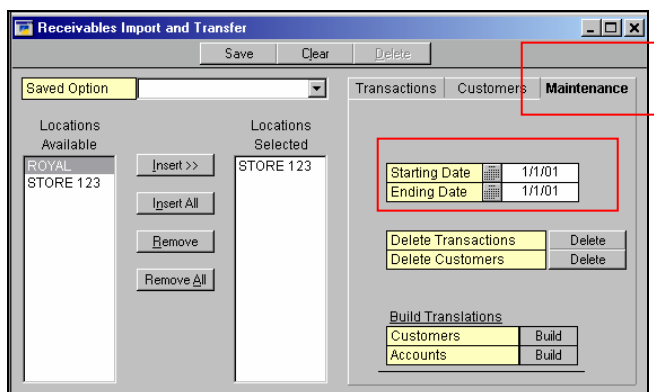 Receivables Import and Transfer
Save Clear Delete
Saved Option
Transactions Customers Maintenance
Locations Available
Locations Selected
ROYAL
STORE 123
Insert >>
Insert All
Remove
Remove All
STORE 123
Starting Date 1/1/01
Ending Date 1/1/01
Delete Transactions Delete
Delete Customers Delete
Build Translations
Customers Build
Accounts Build